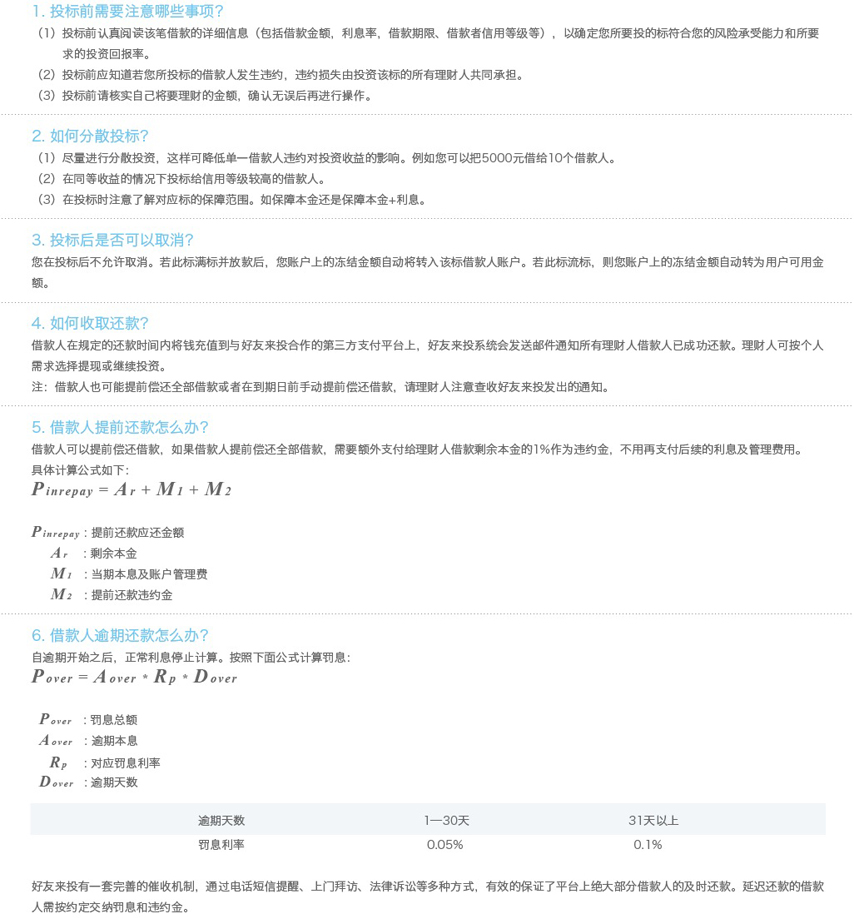 1. 投标前需要注意哪些事项?
（1）投标前认真阅读该笔借款的详细信息（包括借款金额，利息率，借款期限、借款者信用等级等），以确定您所要投的标符合您的风险承受能力和所要
求的投资回报率。
（2）投标前应知道若您所投标的借款人发生违约，违约损失由投资该标的所有理财人共同承担。
（3）投标前请核实自己将要理财的金额，确认无误后再进行操作。
2. 如何分散投标?
（1）尽量进行分散投资，这样可降低单一借款人违约对投资收益的影响。例如您可以把5000元借给10个借款人。
（2）在同等收益的情况下投标给信用等级较高的借款人。
（3）在投标时注意了解对应标的保障范围。如保障本金还是保障本金+利息。
3. 投标后是否可以取消?
您在投标后不允许取消。若此标满标并放款后，您账户上的冻结金额自动将转入该标借款人账户。若此标流标，则您账户上的冻结金额自动转为用户可用金
额。
4. 如何收取还款?
借款人在规定的还款时间内将钱充值到与好友来投合作的第三方支付平台上，好友来投系统会发送邮件通知所有理财人借款人已成功还款。理财人可按个人
需求选择提现或继续投资。
注：借款人也可能提前偿还全部借款或者在到期日前手动提前偿还借款，请理财人注意查收好友来投发出的通知。
5. 借款人提前还款怎么办?
借款人可以提前偿还借款，如果借款人提前偿还全部借款，需要额外支付给理财人借款剩余本金的1%作为违约金，不用再支付后续的利息及管理费用。
具体计算公式如下：
Pinrepay = Ar + M1 + M2
Pinrepay : 提前还款应还金额
Ar : 剩余本金
M1 : 当期本息及账户管理费
M2 : 提前还款违约金
6. 借款人逾期还款怎么办?
自逾期开始之后，正常利息停止计算。按照下面公式计算罚息：
Pover = Aover * Rp * Dover
Pover : 罚息总额
Aover : 逾期本息
Rp : 对应罚息利率
Dover : 逾期天数
逾期天数 1—30天 31天以上
罚息利率 0.05% 0.1%
好友来投有一套完善的催收机制，通过电话短信提醒、上门拜访、法律诉讼等多种方式，有效的保证了平台上绝大部分借款人的及时还款。延迟还款的借款
人需按约定交纳罚息和违约金。